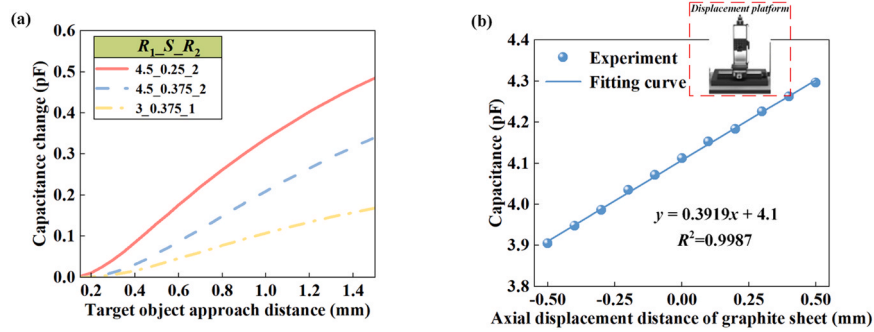 (a)
0.6
0.5
0.4
0.3
0.2
0.1
0.0
Capacitance change (pF)
R₁_S_R₂
4.5_0.25_2
4.5_0.375_2
3_0.375_1
0.2 0.4 0.6 0.8 1.0 1.2 1.4
Target object approach distance (mm)
(b)
Displacement platform
4.4
4.3
4.2
4.1
4.0
3.9
3.8
Capacitance (pF)
Experiment
Fitting curve
y = 0.3919x + 4.1
R²=0.9987
-0.50 -0.25 0.00 0.25 0.50
Axial displacement distance of graphite sheet (mm)